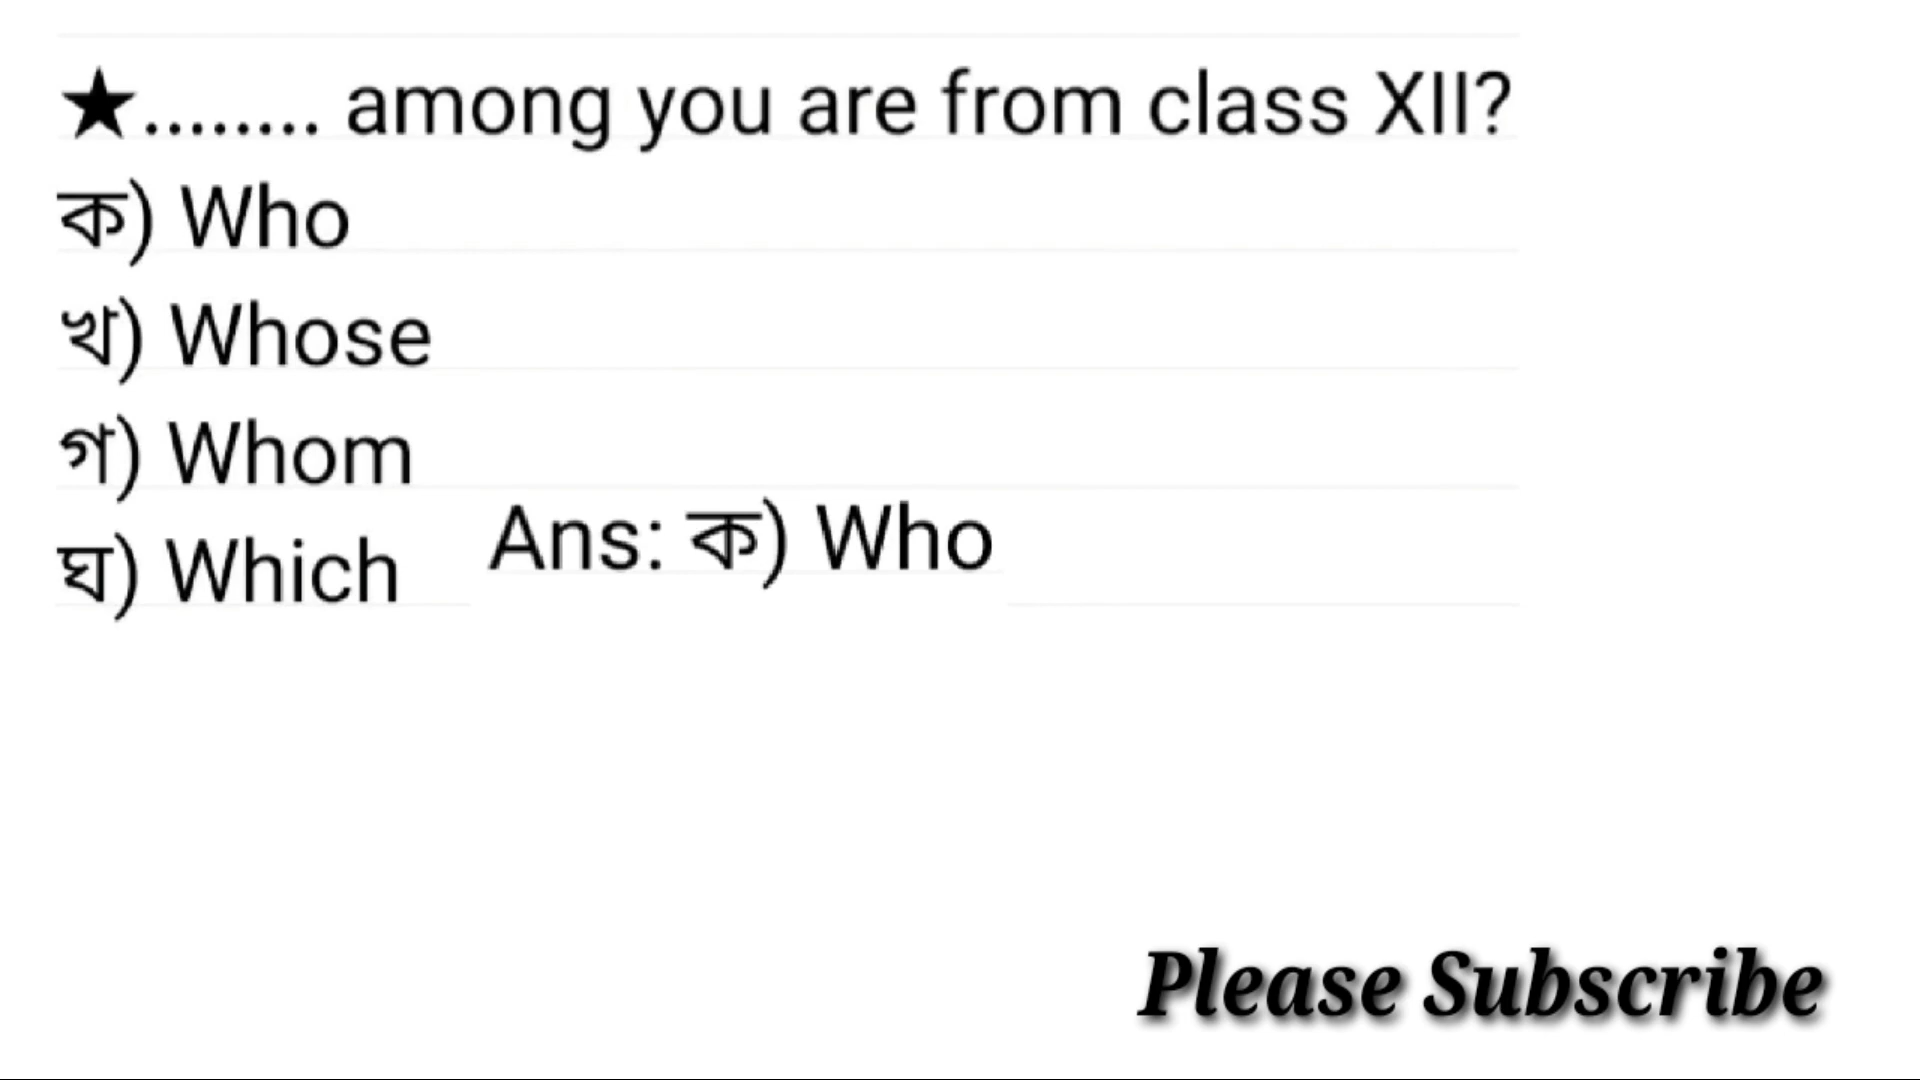 ★........ among you are from class XII?
ক) Who
খ) Whose
গ) Whom
ঘ) Which
Ans: ক) Who
Please Subscribe